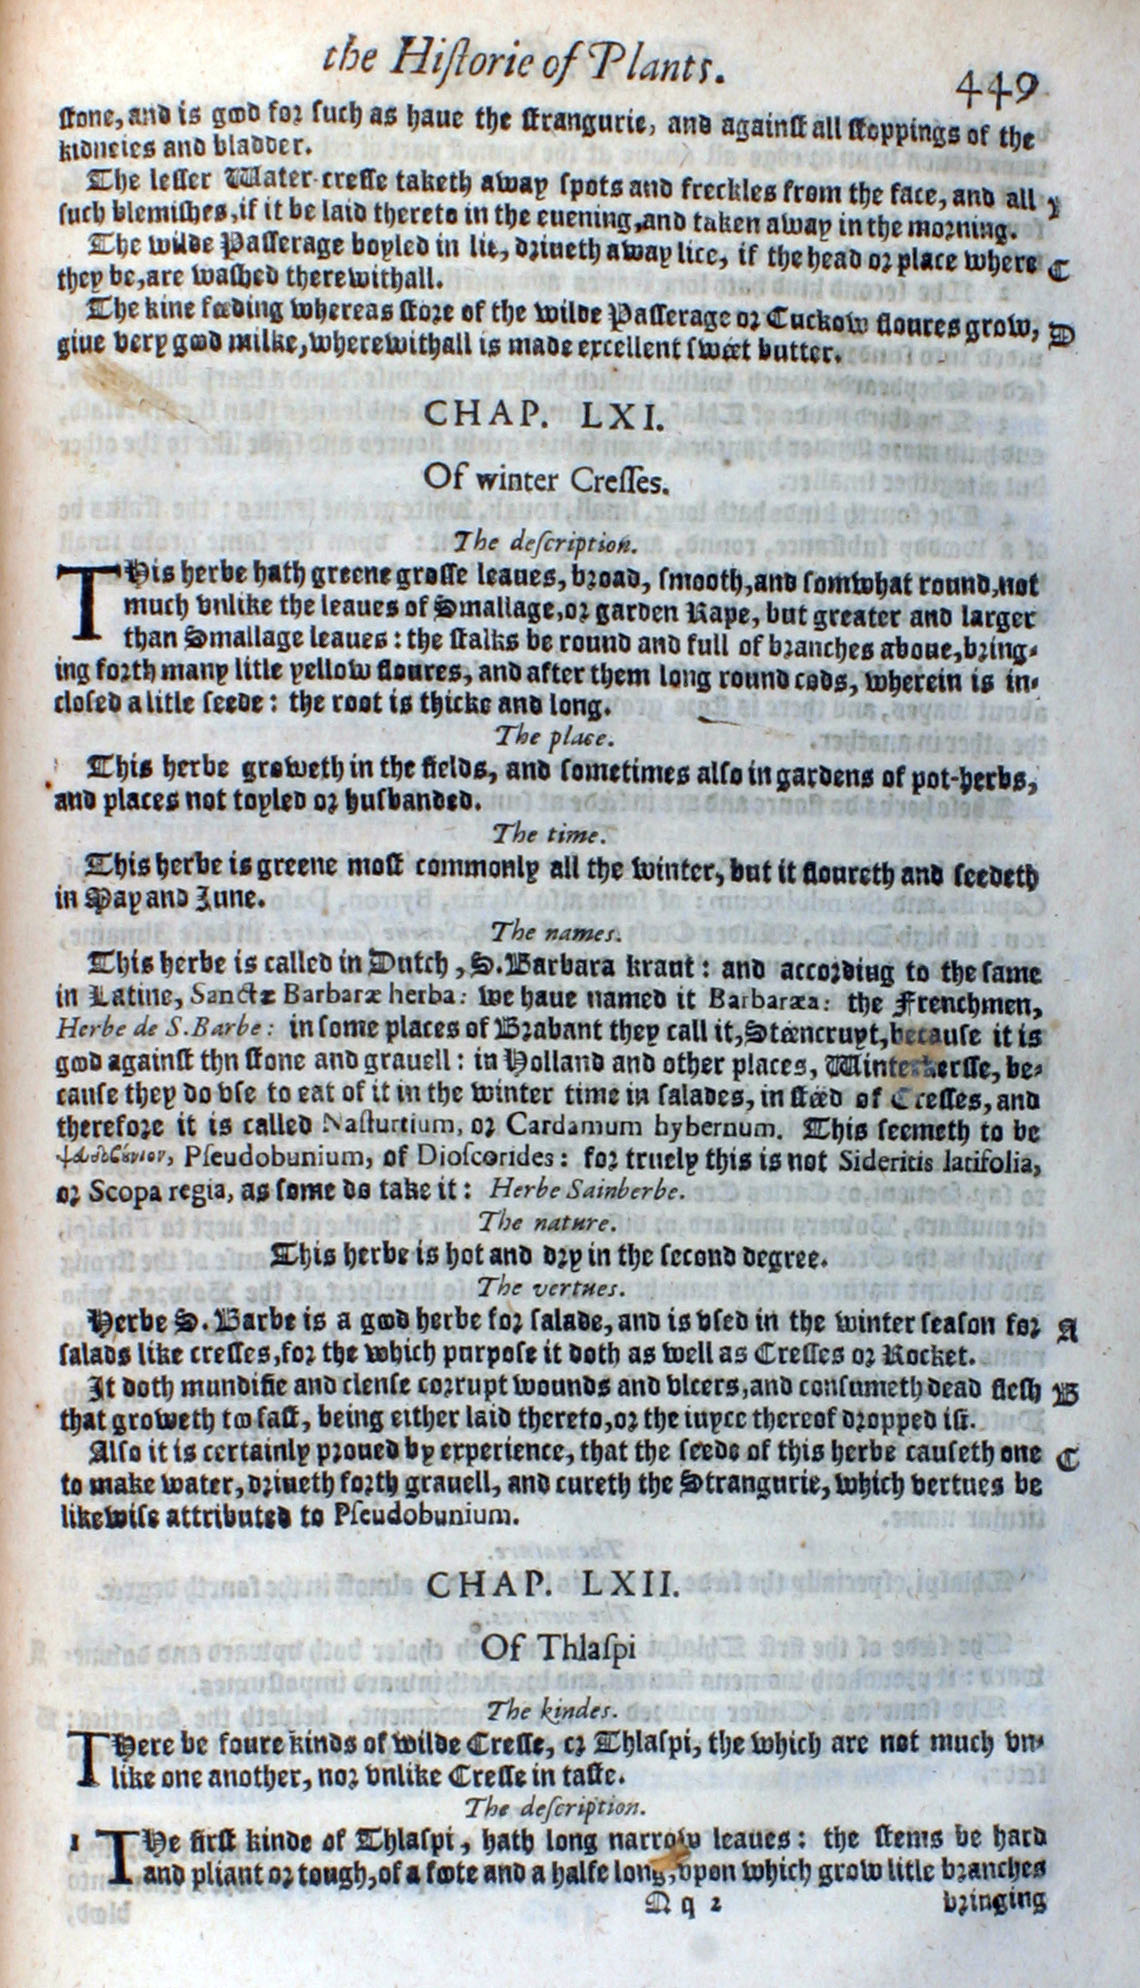 the Hiſtorie of Plants. 449
ſtone, and is good for ſuch as haue the ſtrangurie, and againſt all ſtoppings of the
kidneies and bladder.
The leſſer Water-creſſe taketh away ſpots and freckles from the face, and all
ſuch blemiſhes, if it be laid thereto in the euening, and taken away in the morning.
The wilde Paſſerage boyled in lie, driueth away lice, if the head or place where C
they be, are waſhed therewithall.
The kine feeding whereas ſtore of the wilde Paſſerage or Cuckow floures grow, D
giue very good milke, wherewithall is made excellent ſweet butter.
CHAP. LXI.
Of winter Creſſes.
The deſcription.
THis herbe hath greene groſſe leaues, broad, ſmooth, and ſomwhat round, not
much vnlike the leaues of Smallage, or garden Rape, but greater and larger
than Smallage leaues: the ſtalks be round and full of branches aboue, bring-
ing forth many litle yellow floures, and after them long round cods, wherein is in-
cloſed a litle ſeede: the root is thicke and long.
The place.
This herbe groweth in the fields, and ſometimes alſo in gardens of pot-herbs,
and places not toyled or huſbanded.
The time.
This herbe is greene moſt commonly all the winter, but it floureth and ſeedeth
in May and June.
The names.
This herbe is called in Dutch, S. Barbara kraut: and according to the ſame
in Latine, Sanctæ Barbaræ herba: we haue named it Barbaræa: the Frenchmen,
Herbe de S. Barbe: in ſome places of Brabant they call it, Steencruyt, becauſe it is
good againſt thn ſtone and grauell: in Holland and other places, Winterkerſſe, be-
cauſe they do vſe to eat of it in the winter time in ſalades, in ſteed of Creſſes, and
therefore it is called Naſturtium, or Cardamum hybernum. This ſeemeth to be
Pſeudobunium, of Dioſcorides: for truely this is not Sideritis latifolia,
or Scopa regia, as ſome do take it: Herbe Sainberbe.
The nature.
This herbe is hot and dry in the ſecond degree.
The vertues.
Herbe S. Barbe is a good herbe for ſalade, and is vſed in the winter ſeaſon for A
ſalads like creſſes, for the which purpoſe it doth as well as Creſſes or Rocket.
It doth mundifie and clenſe corrupt wounds and vlcers, and conſumeth dead fleſh B
that groweth too faſt, being either laid thereto, or the iuyce thereof dropped in.
Alſo it is certainly proued by experience, that the ſeede of this herbe cauſeth one C
to make water, driueth forth grauell, and cureth the Strangurie, which vertues be
likewiſe attributed to Pſeudobunium.
CHAP. LXII.
Of Thlaſpi
The kindes.
THere be foure kinds of wilde Creſſe, or Thlaſpi, the which are not much vn-
like one another, nor vnlike Creſſe in taſte.
The deſcription.
1 THe firſt kinde of Thlaſpi, hath long narrow leaues: the ſtems be hard
and pliant or tough, of a foote and a halfe long, vpon which grow litle branches
Qq 2 bringing